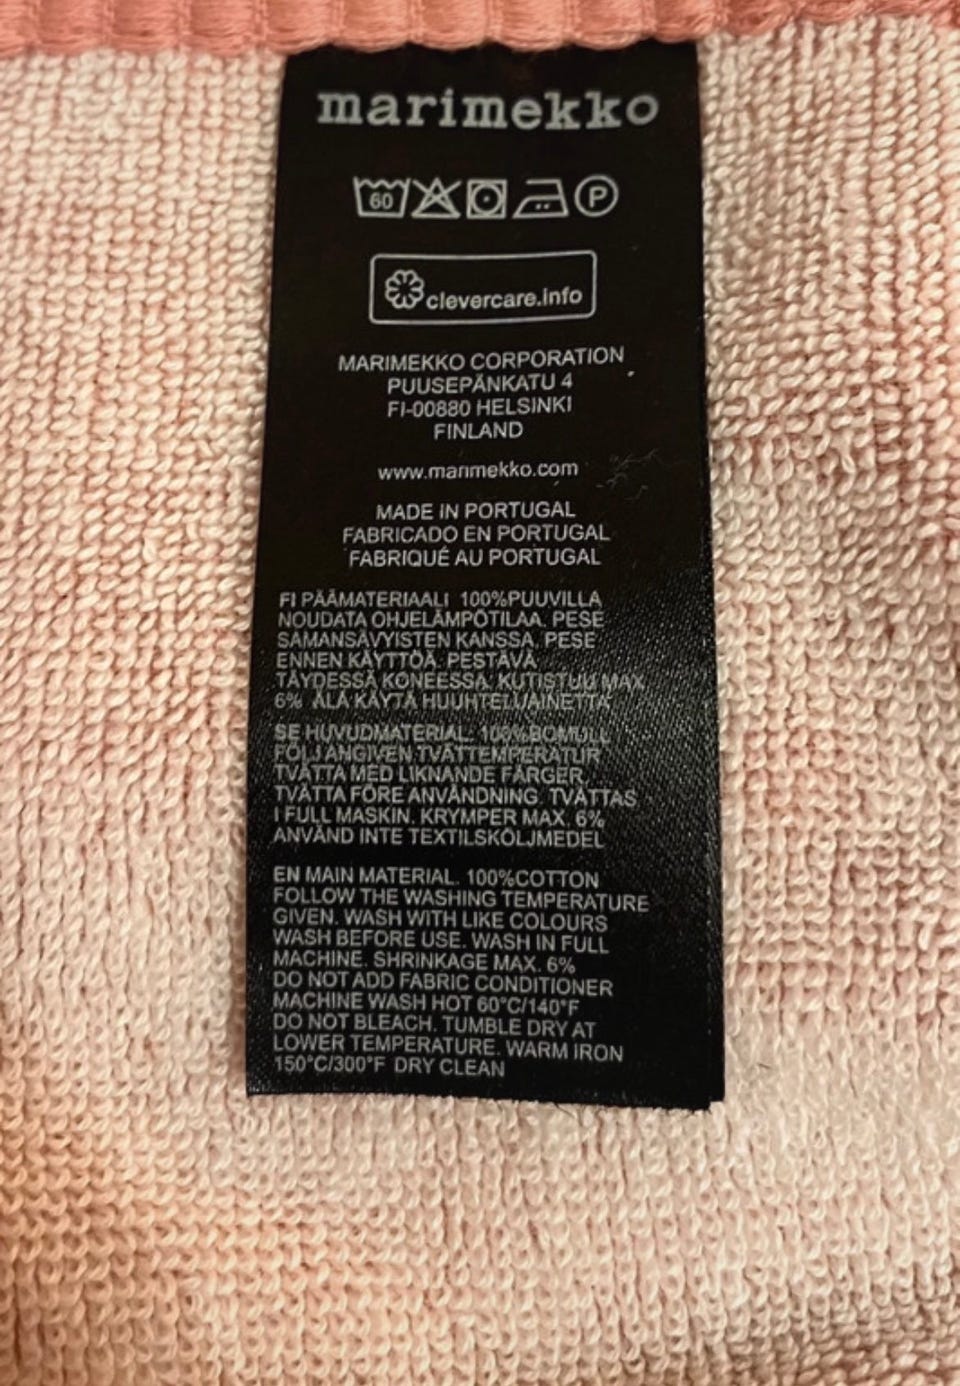 marimekko
60 P
clevercare.info
MARIMEKKO CORPORATION
PUUSEPÄNKATU 4
FI-00880 HELSINKI
FINLAND
www.marimekko.com
MADE IN PORTUGAL
FABRICADO EN PORTUGAL
FABRIQUÉ AU PORTUGAL
FI PÄÄMATERIAALI 100%PUUVILLA
NOUDATA OHJELÄMPÖTILAA. PESE
SAMANSÄVYISTEN KANSSA. PESE
ENNEN KÄYTTÖÄ. PESTÄVÄ
TÄYDESSÄ KONEESSA. KUTISTUU MAX.
6% ÄLÄ KÄYTÄ HUUHTELUAINETTA
SE HUVUDMATERIAL. 100%BOMULL
FÖLJ ANGIVEN TVÄTTEMPERATUR
TVÄTTA MED LIKNANDE FÄRGER.
TVÄTTA FÖRE ANVÄNDNING. TVÄTTAS
I FULL MASKIN. KRYMPER MAX. 6%
ANVÄND INTE TEXTILSKÖLJMEDEL
EN MAIN MATERIAL. 100%COTTON
FOLLOW THE WASHING TEMPERATURE
GIVEN. WASH WITH LIKE COLOURS
WASH BEFORE USE. WASH IN FULL
MACHINE. SHRINKAGE MAX. 6%
DO NOT ADD FABRIC CONDITIONER
MACHINE WASH HOT 60°C/140°F
DO NOT BLEACH. TUMBLE DRY AT
LOWER TEMPERATURE. WARM IRON
150°C/300°F DRY CLEAN